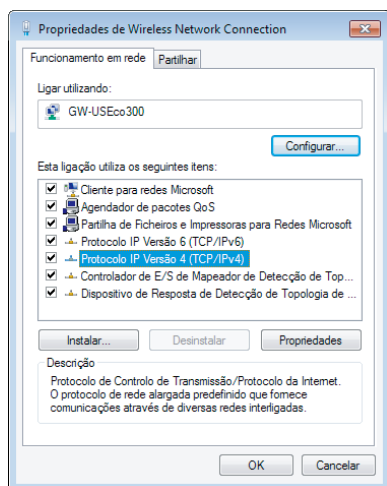 Propriedades de Wireless Network Connection
Funcionamento em rede Partilhar
Ligar utilizando:
GW-USEco300
Configurar...
Esta ligação utiliza os seguintes itens:
Cliente para redes Microsoft
Agendador de pacotes QoS
Partilha de Ficheiros e Impressoras para Redes Microsoft
Protocolo IP Versão 6 (TCP/IPv6)
Protocolo IP Versão 4 (TCP/IPv4)
Controlador de E/S de Mapeador de Detecção de Top...
Dispositivo de Resposta de Detecção de Topologia de ...
Instalar... Desinstalar Propriedades
Descrição
Protocolo de Controlo de Transmissão/Protocolo da Internet.
O protocolo de rede alargada predefinido que fornece
comunicações através de diversas redes interligadas.
OK Cancelar